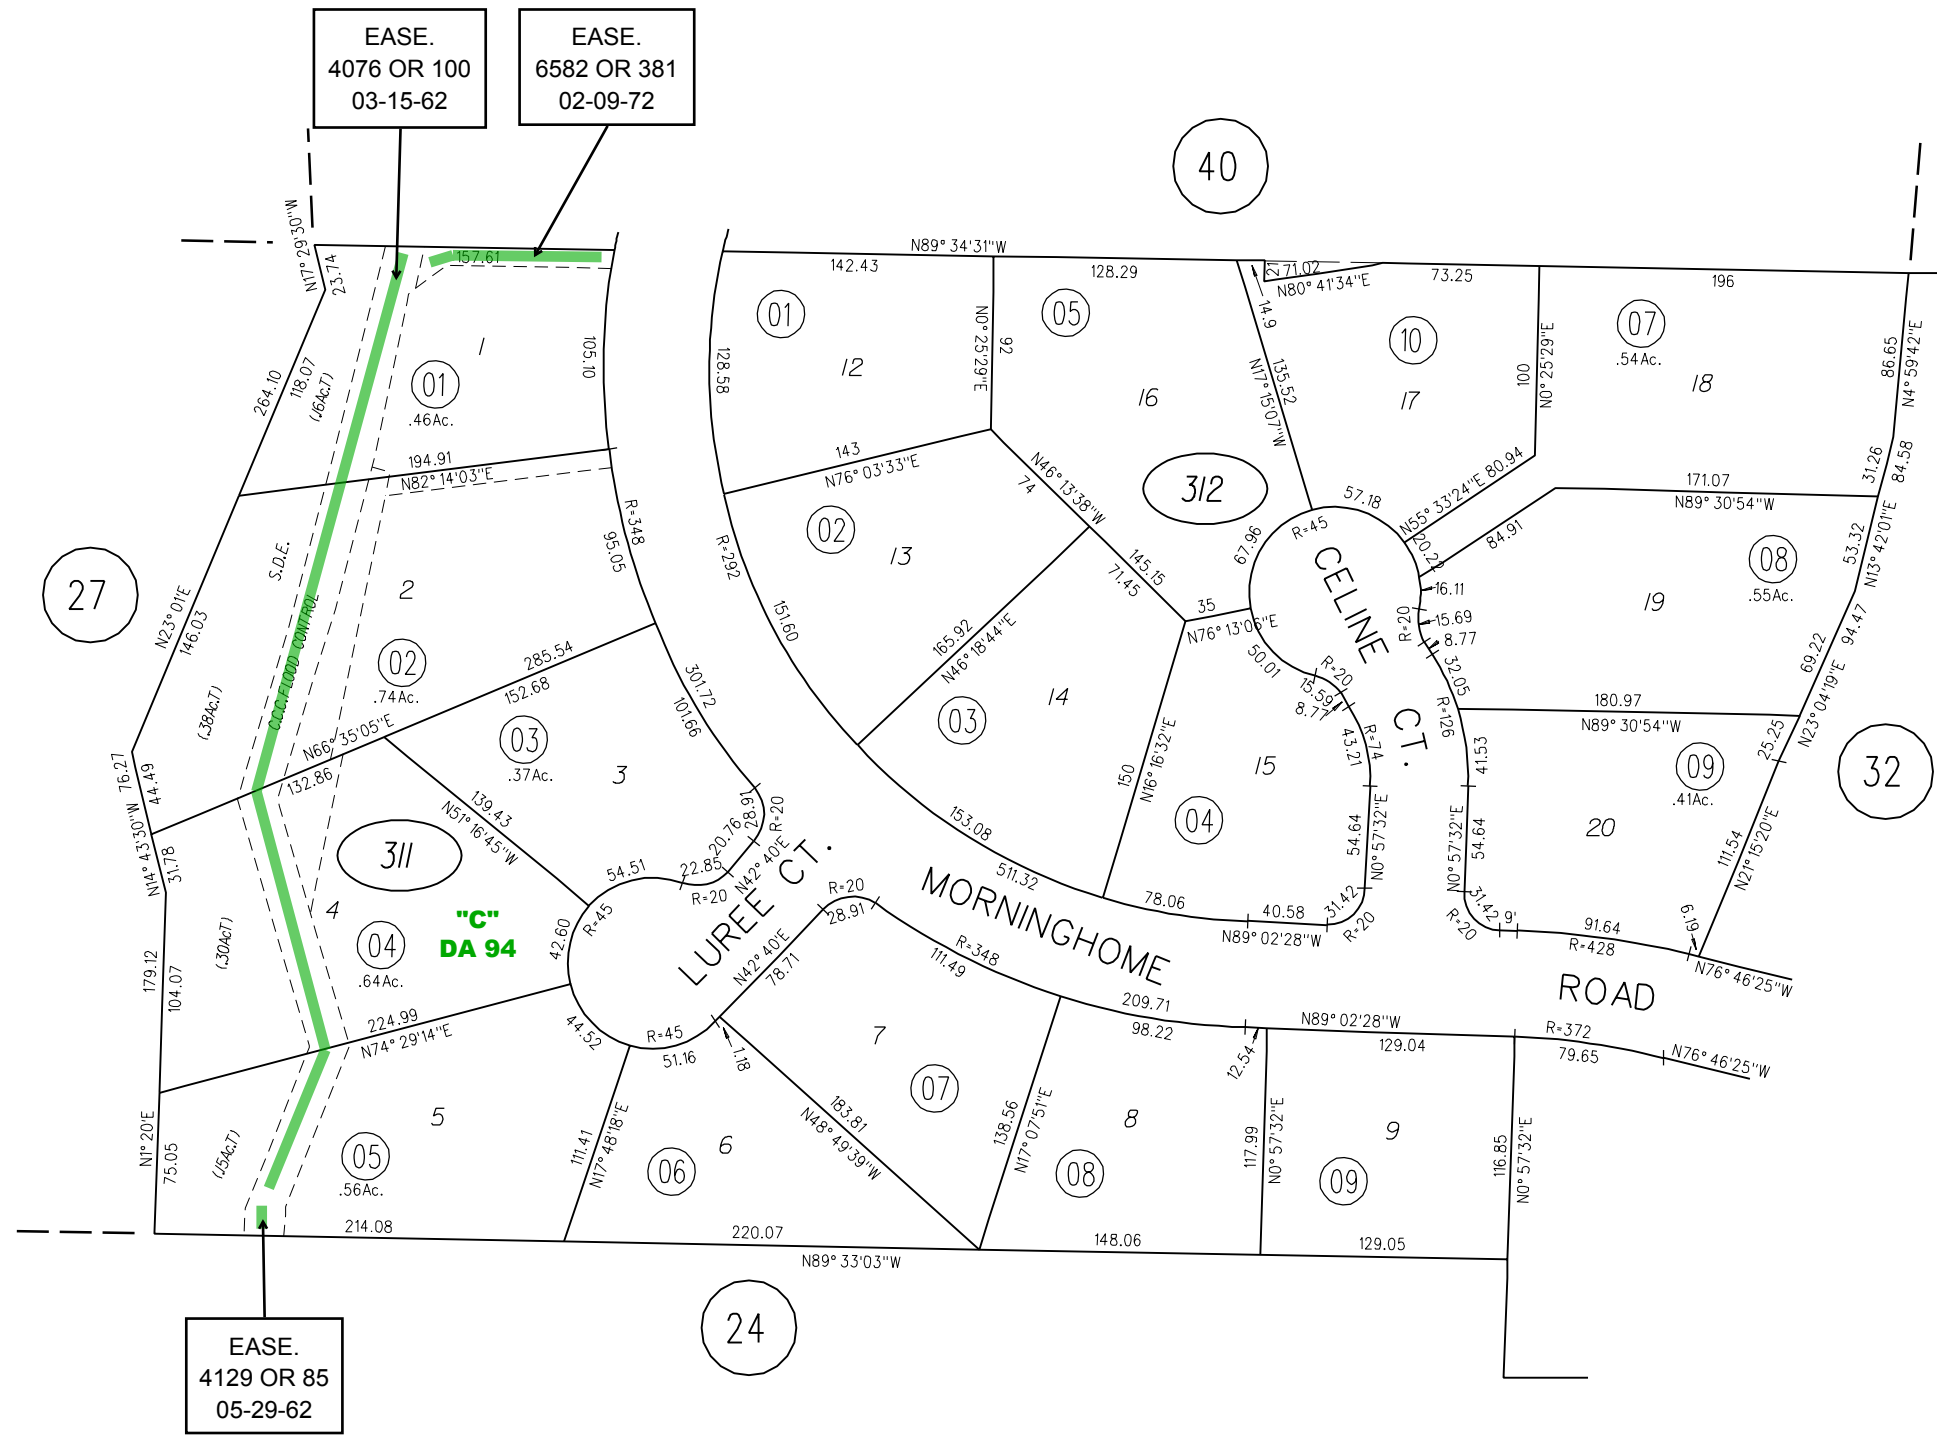 EASE.
4076 OR 100
03-15-62
EASE.
6582 OR 381
02-09-72
40
N17° 29'30"W
23.74
157.61
N89° 34'31"W
142.43
128.29
21
71.02
N80° 41'34"E
73.25
196
14.9
01
05
10
07
.54Ac.
1
105.10
128.58
12
N0° 25'29"E
92
16
135.52
N17° 15'07"W
17
100
N0° 25'29"E
18
86.65
N4° 59'42"E
264.10
118.07
(.16Ac.T)
01
.46Ac.
194.91
N82° 14'03"E
143
N76° 03'33"E
N46° 13'38"W
74
312
57.18
R=45
67.96
N55° 33'24"E 80.94
20.22
84.91
171.07
N89° 30'54"W
31.26
84.58
53.32
N13° 42'01"E
R=348
95.05
R=292
02
13
145.15
71.45
35
N76° 13'06"E
CELINE CT.
16.11
15.69
R=20
8.77
08
.55Ac.
19
27
S.D.E.
C.C.C. FLOOD CONTROL
2
N23° 01'E
146.03
(.38Ac.T)
02
.74Ac.
285.54
152.68
151.60
165.92
N46° 18'44"E
50.01
R=20
15.59
8.77
32.05
R=126
69.22
94.47
N23° 04'19"E
180.97
N89° 30'54"W
301.72
101.66
03
14
N66° 35'05"E
132.86
03
.37Ac.
3
N16° 16'32"E
150
15
43.21
R=74
41.53
25.25
09
.41Ac.
32
76.27
44.49
N14° 43'30"W
31.78
139.43
N51° 16'45"W
28.91
R=20
20.76
N42° 40'E
04
54.64
N0° 57'32"E
N0° 57'32"E
54.64
20
111.54
N21° 15'20"E
311
54.51
22.85
R=20
LUREE CT.
153.08
511.32
78.06
40.58
31.42
R=20
N89° 02'28"W
31.42
R=20
9'
91.64
R=428
6.19
N76° 46'25"W
4
"C"
DA 94
04
.64Ac.
(.30AcT)
42.60
R=45
R=20
28.91
N42° 40'E
78.71
MORNINGHOME ROAD
R=348
111.49
209.71
98.22
179.12
104.07
224.99
N74° 29'14"E
44.52
R=45
51.16
1.18
12.54
N89° 02'28"W
129.04
R=372
79.65
N76° 46'25"W
7
07
5
05
.56Ac.
(.15Ac.T)
N1° 20'E
75.05
111.41
N17° 48'18"E
6
06
183.81
N48° 49'39"W
138.56
N17° 07'51"E
8
08
117.99
N0° 57'32"E
9
09
116.85
N0° 57'32"E
214.08
220.07
N89° 33'03"W
148.06
129.05
24
EASE.
4129 OR 85
05-29-62